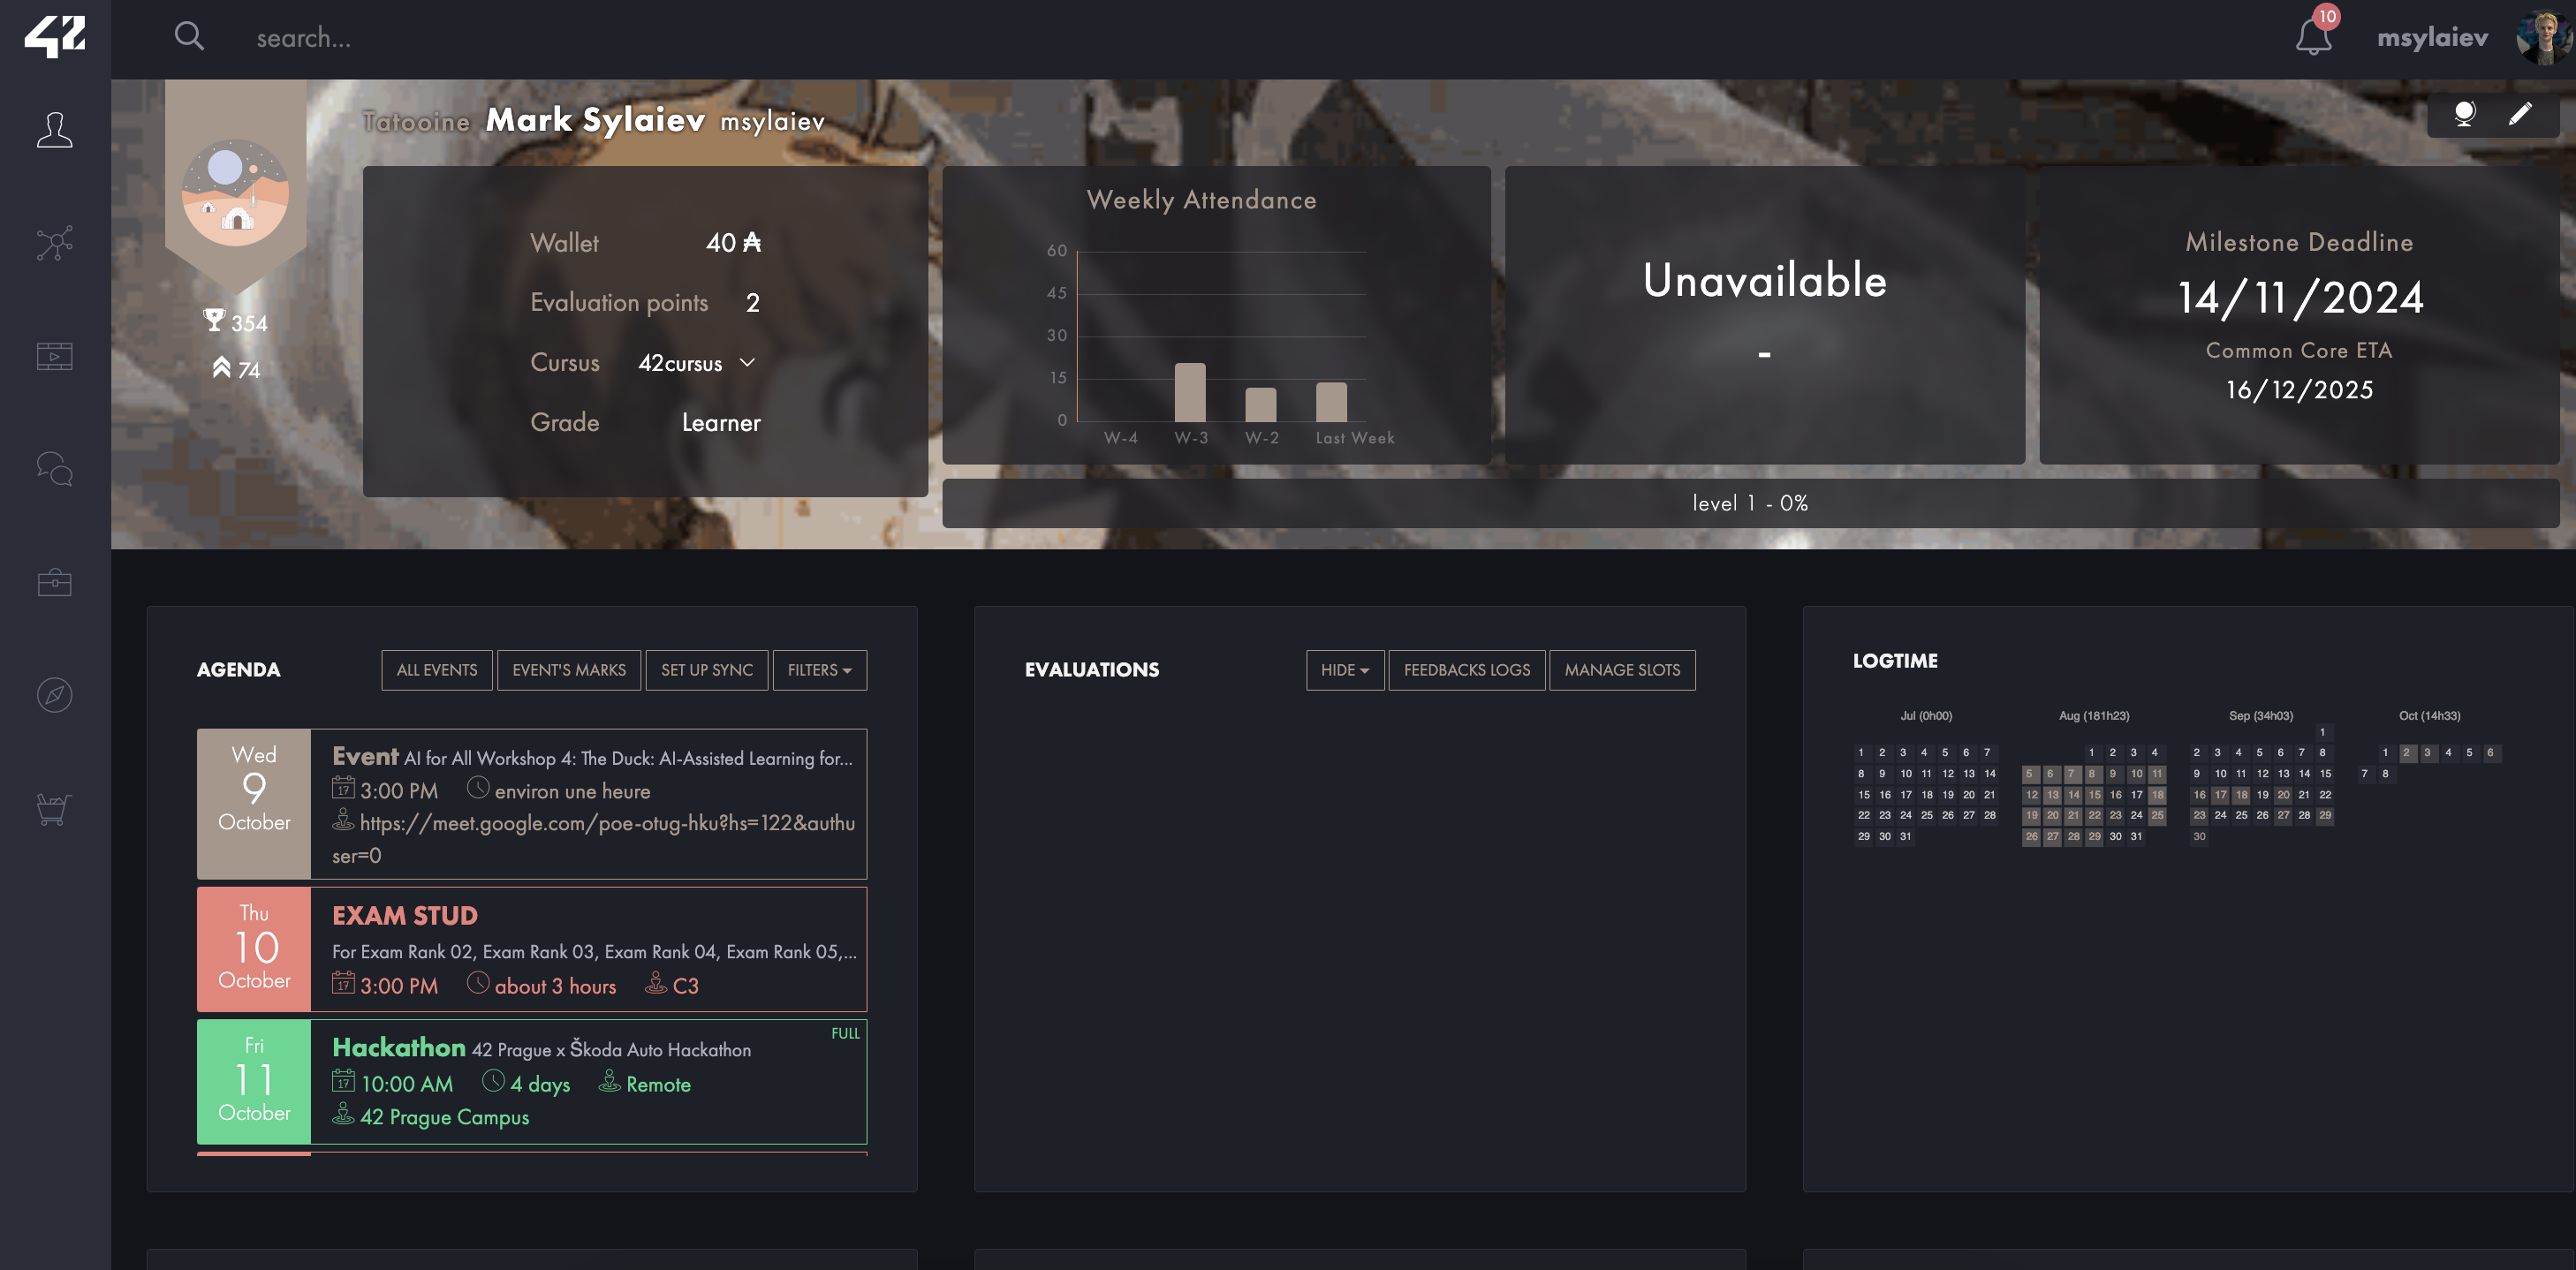 42
search...
10
msylaiev
Tatooine Mark Sylaiev msylaiev
354
74
Wallet 40 ₳
Evaluation points 2
Cursus 42cursus
Grade Learner
Weekly Attendance
60
45
30
15
0
W-4 W-3 W-2 Last Week
Unavailable
-
Milestone Deadline
14/11/2024
Common Core ETA
16/12/2025
level 1 - 0%
AGENDA
ALL EVENTS EVENT'S MARKS SET UP SYNC FILTERS
Wed
9
October
Event AI for All Workshop 4: The Duck: AI-Assisted Learning for...
17 3:00 PM environ une heure
https://meet.google.com/poe-otug-hku?hs=122&authu
ser=0
Thu
10
October
EXAM STUD
For Exam Rank 02, Exam Rank 03, Exam Rank 04, Exam Rank 05,...
17 3:00 PM about 3 hours C3
Fri
11
October
FULL
Hackathon 42 Prague x Škoda Auto Hackathon
17 10:00 AM 4 days Remote
42 Prague Campus
EVALUATIONS
HIDE FEEDBACKS LOGS MANAGE SLOTS
LOGTIME
Jul (0h00)
1 2 3 4 5 6 7
8 9 10 11 12 13 14
15 16 17 18 19 20 21
22 23 24 25 26 27 28
29 30 31
Aug (181h23)
1 2 3 4
5 6 7 8 9 10 11
12 13 14 15 16 17 18
19 20 21 22 23 24 25
26 27 28 29 30 31
Sep (34h03)
1
2 3 4 5 6 7 8
9 10 11 12 13 14 15
16 17 18 19 20 21 22
23 24 25 26 27 28 29
30
Oct (14h33)
1 2 3 4 5 6
7 8